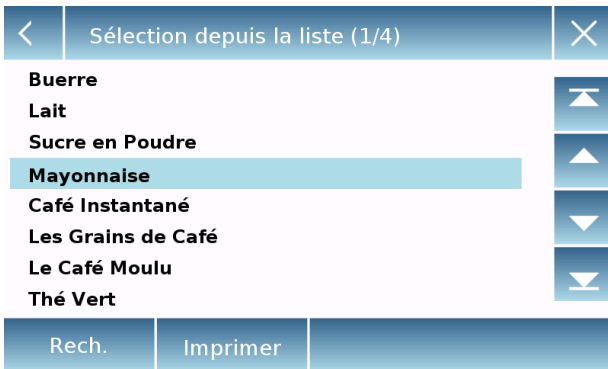 Sélection depuis la liste (1/4)
Buerre
Lait
Sucre en Poudre
Mayonnaise
Café Instantané
Les Grains de Café
Le Café Moulu
Thé Vert
Rech.
Imprimer